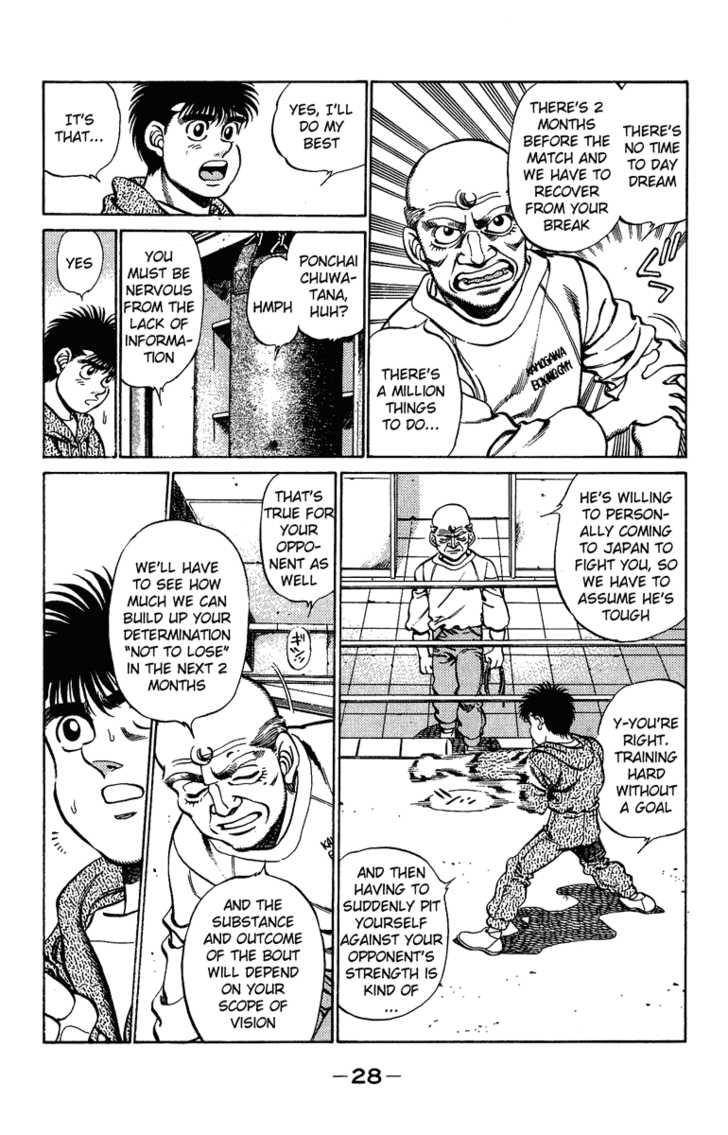 THERE'S
NO TIME
TO DAY
DREAM
THERE'S 2
MONTHS
BEFORE THE
MATCH AND
WE HAVE TO
RECOVER
FROM YOUR
BREAK
KAMOGAWA
BOXING GYM
THERE'S
A MILLION
THINGS
TO DO...
YES, I'LL
DO MY
BEST
IT'S
THAT...
PONCHAI
CHUWA-
TANA,
HUH?
HMPH
YOU
MUST BE
NERVOUS
FROM THE
LACK OF
INFORMA-
TION
YES
HE'S WILLING
TO PERSON-
ALLY COMING
TO JAPAN TO
FIGHT YOU, SO
WE HAVE TO
ASSUME HE'S
TOUGH
Y-YOU'RE
RIGHT.
TRAINING
HARD
WITHOUT
A GOAL
AND THEN
HAVING TO
SUDDENLY PIT
YOURSELF
AGAINST YOUR
OPPONENT'S
STRENGTH IS
KIND OF
...
THAT'S
TRUE FOR
YOUR
OPPO-
NENT AS
WELL
ギシッ
WE'LL HAVE
TO SEE HOW
MUCH WE CAN
BUILD UP YOUR
DETERMINATION
"NOT TO LOSE"
IN THE NEXT 2
MONTHS
AND THE
SUBSTANCE
AND OUTCOME
OF THE BOUT
WILL DEPEND
ON YOUR
SCOPE OF
VISION
—28—